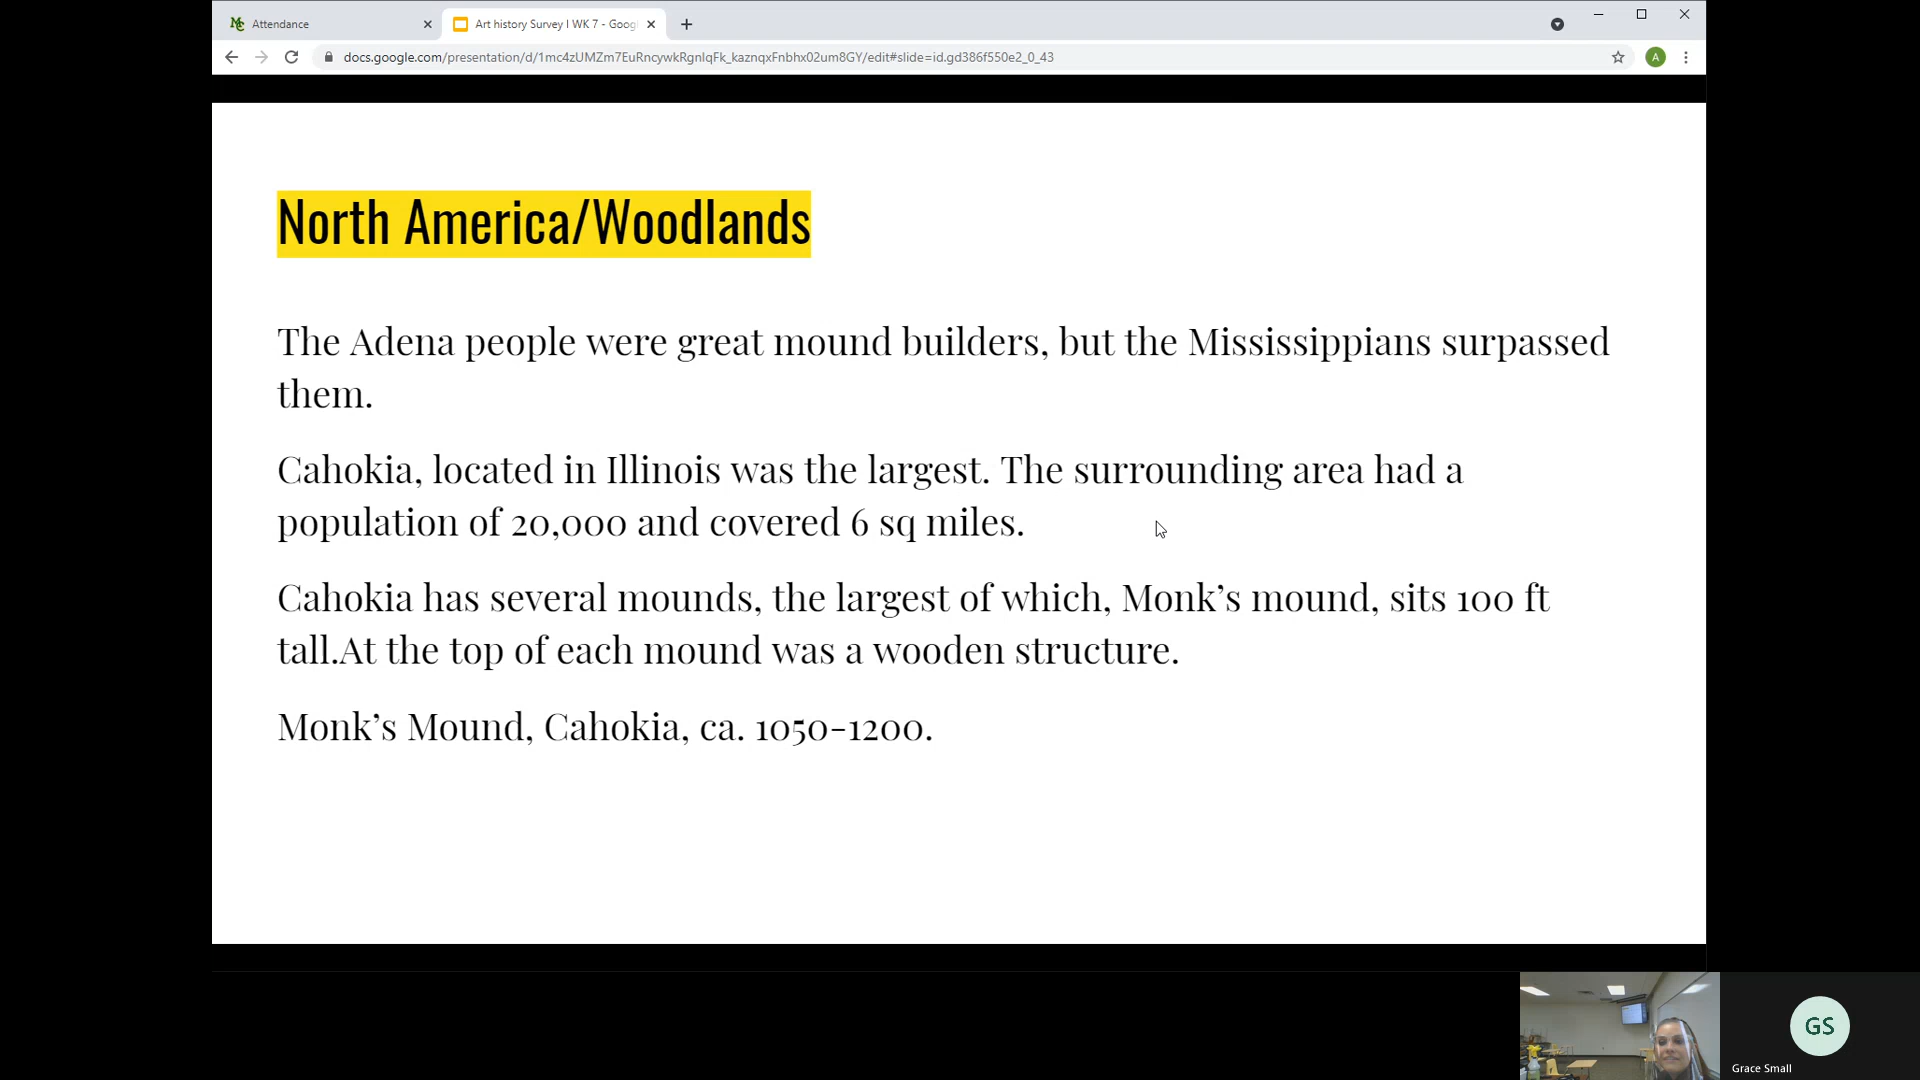 Attendance
Art history Survey I WK 7 - Goog
docs.google.com/presentation/d/1mc4zUMZm7EuRncywkRgnlqFk_kaznqxFnbhx02um8GY/edit#slide=id.gd386f550e2_0_43
A
North America/Woodlands
The Adena people were great mound builders, but the Mississippians surpassed
them.
Cahokia, located in Illinois was the largest. The surrounding area had a
population of 20,000 and covered 6 sq miles.
Cahokia has several mounds, the largest of which, Monk’s mound, sits 100 ft
tall.At the top of each mound was a wooden structure.
Monk’s Mound, Cahokia, ca. 1050-1200.
GS
Grace Small